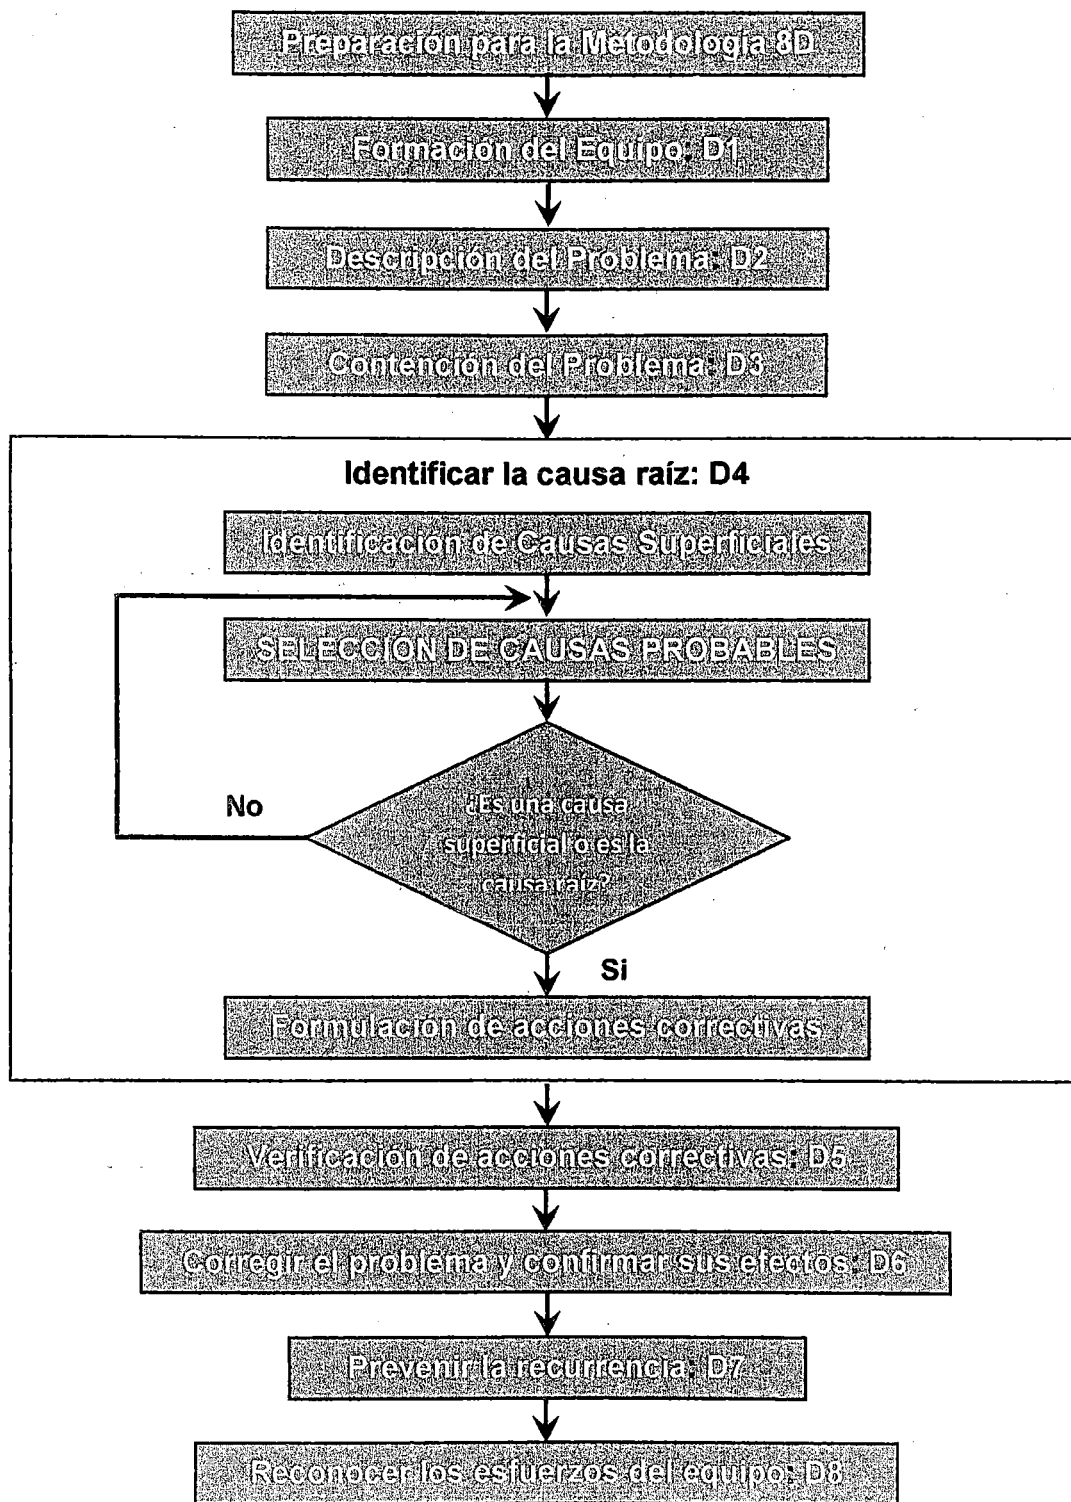 Preparación para la Metodología 8D
Formación del Equipo: D1
Descripción del Problema: D2
Contención del Problema: D3
Identificar la causa raíz: D4
Identificación de Causas Superficiales
SELECCIÓN DE CAUSAS PROBABLES
No
¿Es una causa
superficial o es la
causa raíz?
Si
Formulación de acciones correctivas
Verificación de acciones correctivas: D5
Corregir el problema y confirmar sus efectos: D6
Prevenir la recurrencia: D7
Reconocer los esfuerzos del equipo: D8